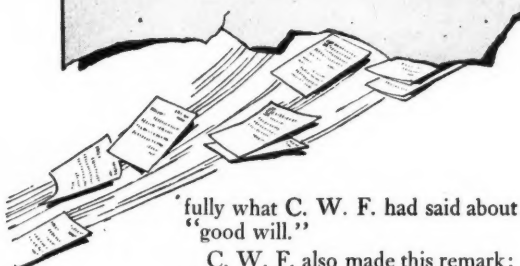 fully what C. W. F. had said about
“good will.”
C. W. F. also made this remark: